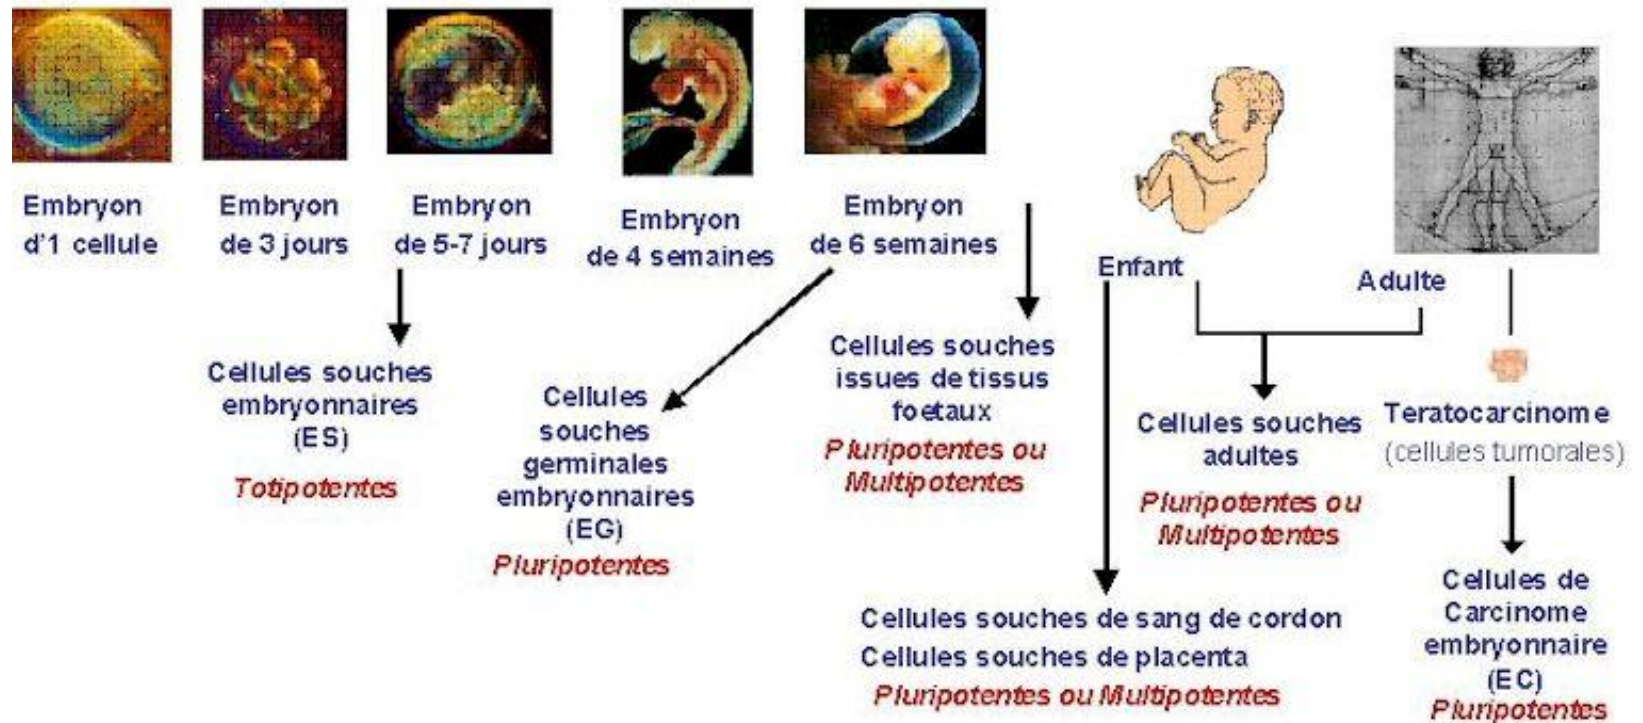 Embryon
d'1 cellule
Embryon
de 3 jours
Embryon
de 5-7 jours
Embryon
de 4 semaines
Embryon
de 6 semaines
Enfant
Adulte
Cellules souches
embryonnaires
(ES)
Totipotentes
Cellules
souches
germinales
embryonnaires
(EG)
Pluripotentes
Cellules souches
issues de tissus
foetaux
Pluripotentes ou
Multipotentes
Cellules souches de sang de cordon
Cellules souches de placenta
Pluripotentes ou Multipotentes
Cellules souches
adultes
Pluripotentes ou
Multipotentes
Teratocarcinome
(cellules tumorales)
Cellules de
Carcinome
embryonnaire
(EC)
Pluripotentes